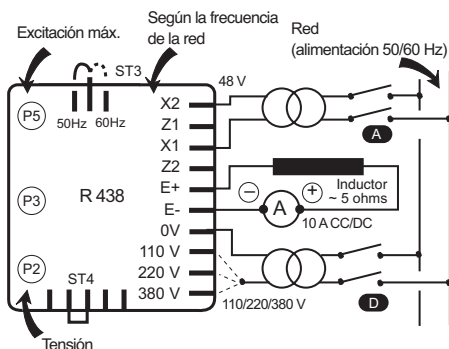 Excitación máx.
Según la frecuencia
de la red
Red
(alimentación 50/60 Hz)
ST3
48 V
P5
50Hz
60Hz
X2
Z1
X1
Z2
E+
E-
0V
110 V
220 V
380 V
A
P3
R 438
Inductor
~ 5 ohms
−
+
A
10 A CC/DC
P2
ST4
110/220/380 V
D
Tensión